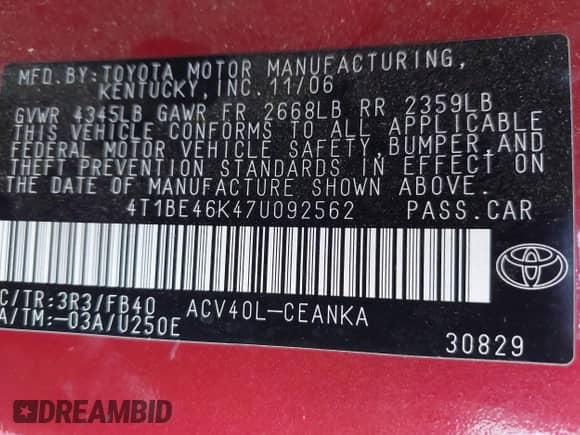 MFD.BY:TOYOTA MOTOR MANUFACTURING,
KENTUCKY,INC.11/06
GVWR 4345LB GAWR FR 2668LB RR 2359LB
THIS VEHICLE CONFORMS TO ALL APPLICABLE
FEDERAL MOTOR VEHICLE SAFETY,BUMPER,AND
THEFT PREVENTION STANDARDS IN EFFECT ON
THE DATE OF MANUFACTURE SHOWN ABOVE.
4T1BE46K47U092562 PASS.CAR
C/TR:3R3/FB40 ACV40L-CEANKA
A/TM:-03A/U250E
30829
DREAMBID